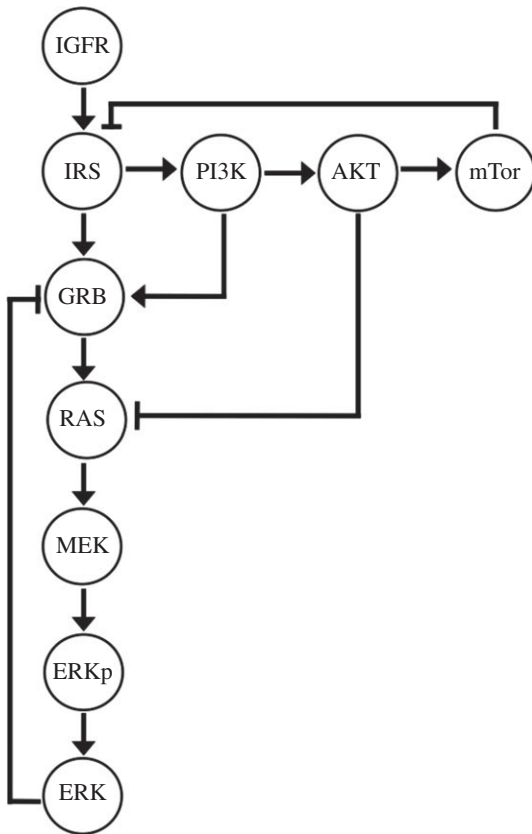 IGFR
IRS
PI3K
AKT
mTor
GRB
RAS
MEK
ERKp
ERK